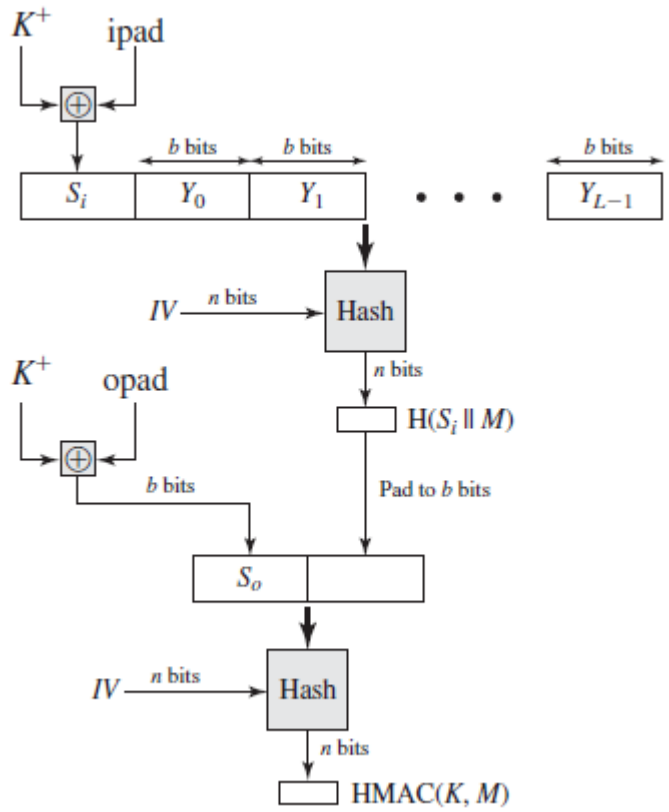 K⁺ ipad
⊕
b bits b bits b bits
Sᵢ Y₀ Y₁ • • • Y_{L−1}
IV n bits Hash
n bits
K⁺ opad
H(Sᵢ || M)
⊕
b bits Pad to b bits
Sₒ
IV n bits Hash
n bits
HMAC(K, M)